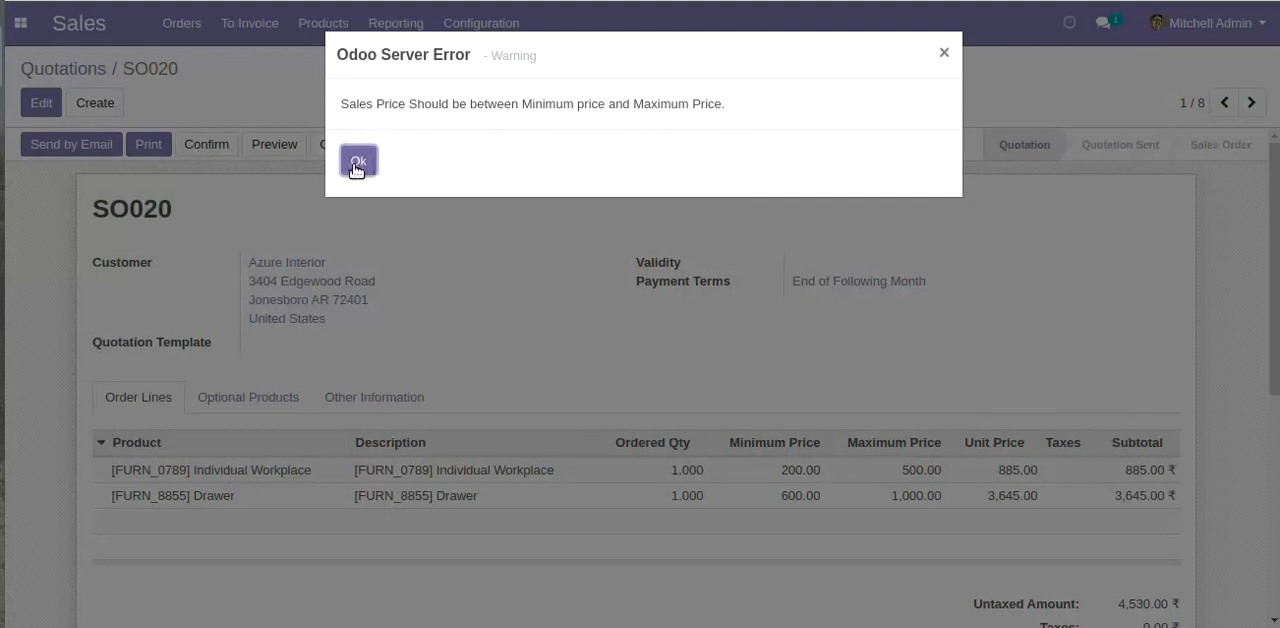 Sales Orders To Invoice Products Reporting Configuration 1 Mitchell Admin
Odoo Server Error - Warning ×
Quotations / SO020
Edit Create 1 / 8
Sales Price Should be between Minimum price and Maximum Price.
Send by Email Print Confirm Preview Quotation Quotation Sent Sales Order
Ok
SO020
Customer Azure Interior Validity
3404 Edgewood Road Payment Terms End of Following Month
Jonesboro AR 72401
United States
Quotation Template
Order Lines Optional Products Other Information
Product Description Ordered Qty Minimum Price Maximum Price Unit Price Taxes Subtotal
[FURN_0789] Individual Workplace [FURN_0789] Individual Workplace 1.000 200.00 500.00 885.00 885.00 ₹
[FURN_8855] Drawer [FURN_8855] Drawer 1.000 600.00 1,000.00 3,645.00 3,645.00 ₹
Untaxed Amount: 4,530.00 ₹
Taxes: 0.00 ₹